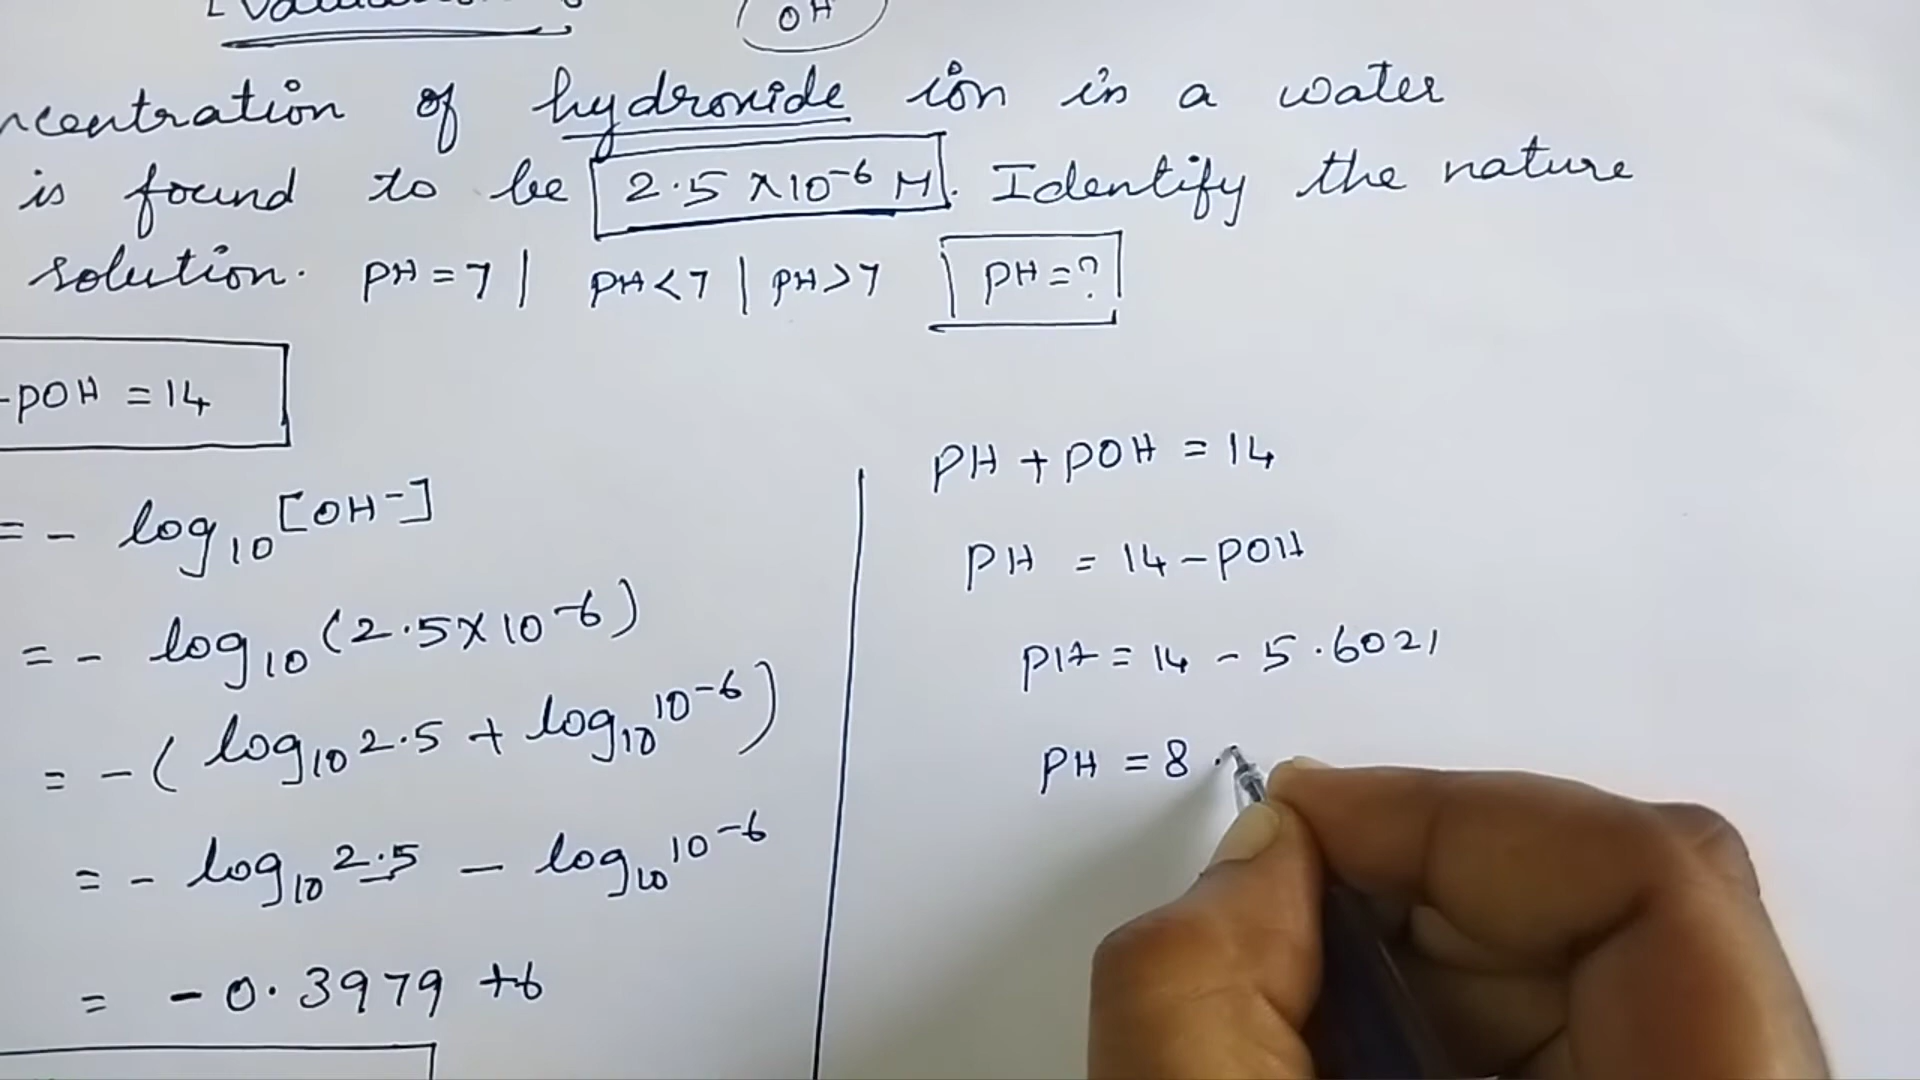 OH
of hydroxide ion in a water
is found to be 2.5 x10⁻⁶ M. Identify the nature
solution. PH=7 | PH<7 | PH>7 | PH=?
-POH = 14
= - log₁₀[OH⁻]
= - log₁₀(2.5x10⁻⁶)
= -( log₁₀2.5 + log₁₀10⁻⁶)
= - log₁₀2.5 - log₁₀10⁻⁶
= -0.3979 +6
PH + POH = 14
PH = 14-POH
PH = 14 - 5.6021
PH = 8.